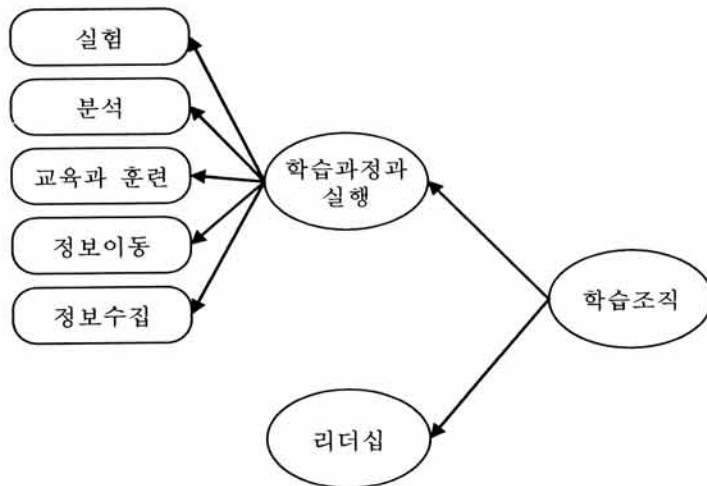 실험
분석
교육과 훈련
정보이동
정보수집
학습과정과
실행
학습조직
리더십